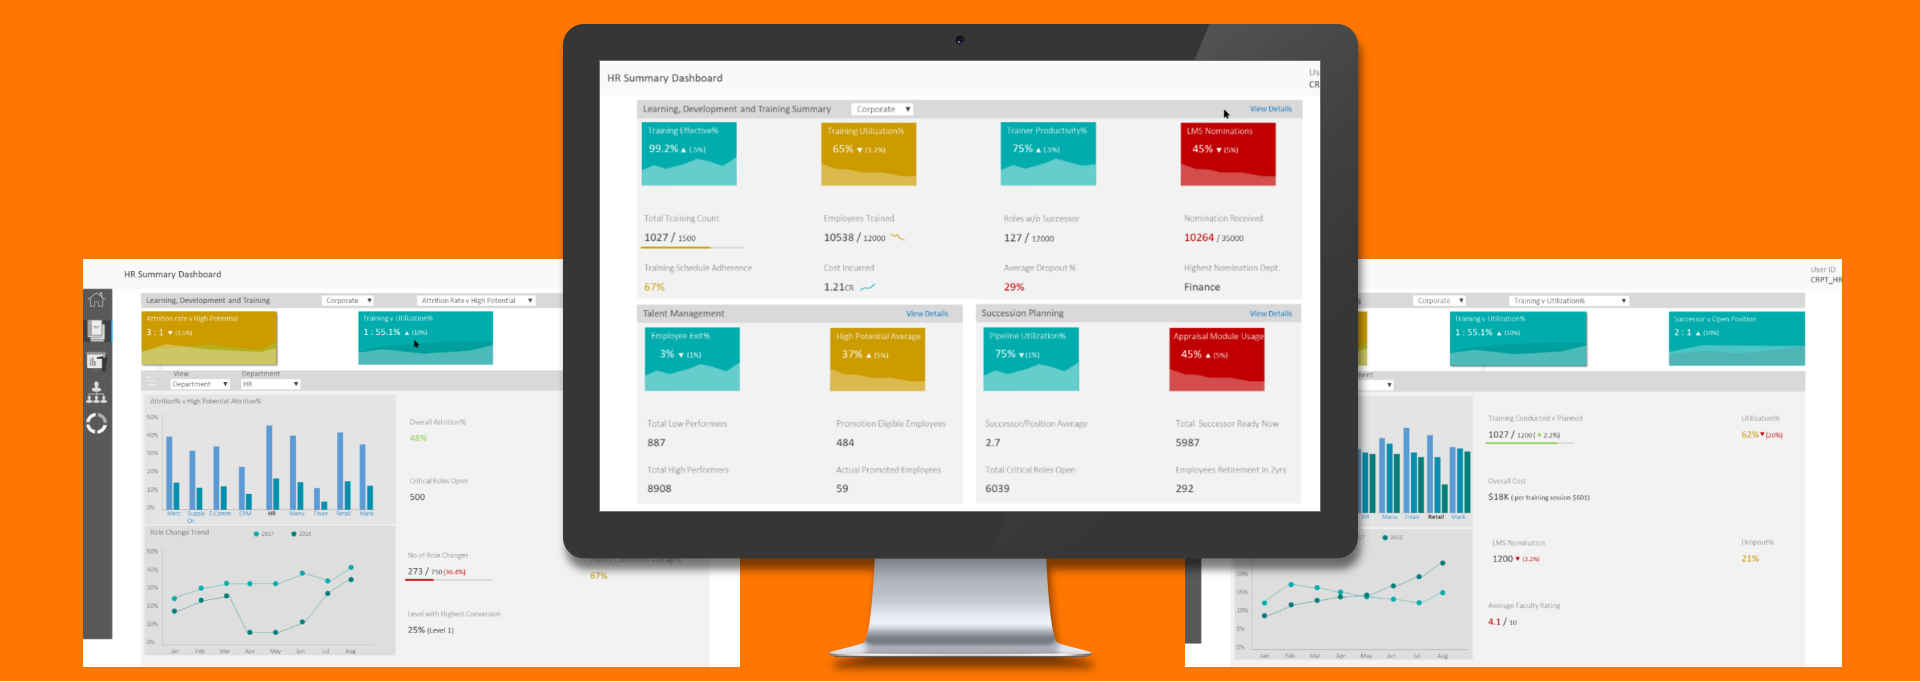 HR Summary Dashboard
Us
CR
Learning, Development and Training Summary
Corporate
View Details
Training Effective%
99.2% ▲ (.5%)
Training Utilization%
65% ▼ (1.2%)
Trainer Productivity%
75% ▲ (.5%)
LMS Nominations
45% ▼ (5%)
Total Training Count
1027 / 1500
Employees Trained
10538 / 12000
Roles w/o Successor
127 / 12000
Nomination Received
10264 / 35000
Training Schedule Adherence
67%
Cost Incurred
1.21CR
Average Dropout %
29%
Highest Nomination Dept.
Finance
Talent Management
View Details
Employee Exit%
3% ▼ (1%)
High Potential Average
37% ▲ (5%)
Total Low Performers
887
Promotion Eligible Employees
484
Total High Performers
8908
Actual Promoted Employees
59
Succession Planning
View Details
Pipeline Utilization%
75% ▼ (1%)
Appraisal Module Usage
45% ▲ (5%)
Successor/Position Average
2.7
Total Successor Ready Now
5987
Total Critical Roles Open
6039
Employees Retirement in 2yrs
292
HR Summary Dashboard
Learning, Development and Training
Corporate
Attrition Rate v High Potential
Attrition rate v High Potential
3 : 1 ▼ (1.5%)
Training v Utilization%
1 : 55.1% ▲ (10%)
View
Department
Department
HR
Attrition% v High Potential Attrition%
50%
40%
30%
20%
10%
0%
Merc Supply Ch. E-Comm CRM HR Manu Finan Retail Mark.
Overall Attrition%
48%
Critical Roles Open
500
Role Change Trend
2017 2018
50%
40%
30%
20%
10%
0%
Jan Feb Mar Apr May Jun Jul Aug
No of Role Changes
273 / 750 (36.4%)
67%
Level with Highest Conversion
25% (Level 1)
User ID
CRPT_HR
Corporate
Training v Utilization%
Training v Utilization%
1 : 55.1% ▲ (10%)
Successor v Open Position
2 : 1 ▲ (10%)
HR Manu. Finan Retail Mark.
Training Conducted v Planned
1027 / 1200 (▲ 2.2%)
Utilization%
62% ▼ (20%)
Overall Cost
$18K ( per training session $601)
2018
20%
15%
10%
5%
0%
Jan Feb Mar Apr May Jun Jul Aug
LMS Nomination
1200 ▼ (2.2%)
Dropout%
21%
Average Faculty Rating
4.1 / 10